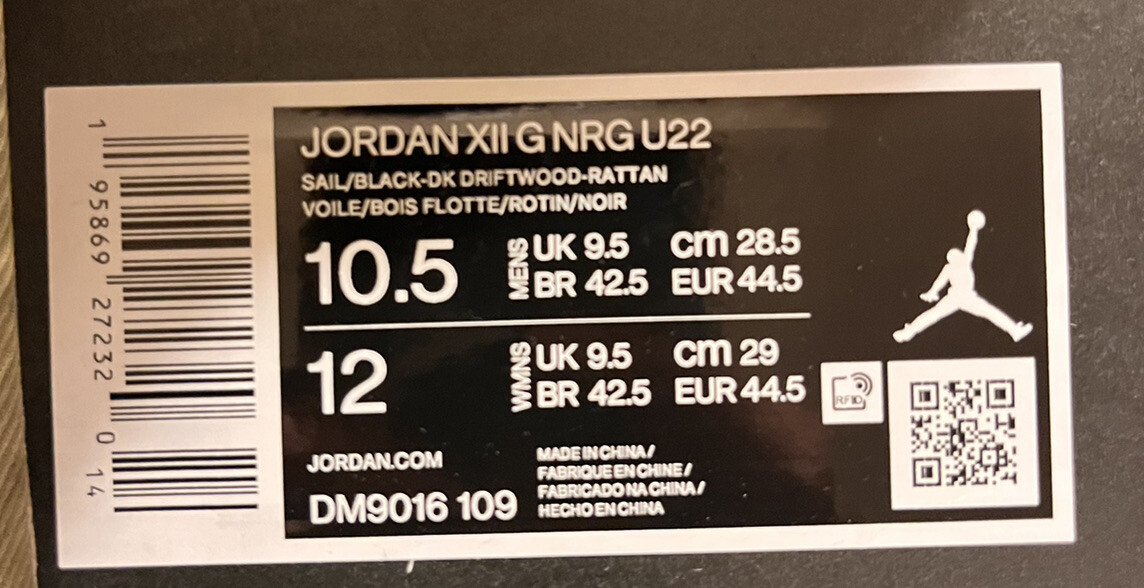 JORDAN XII G NRG U22
SAIL/BLACK-DK DRIFTWOOD-RATTAN
VOILE/BOIS FLOTTE/ROTIN/NOIR
10.5
MENS
UK 9.5 cm 28.5
BR 42.5 EUR 44.5
12
WMNS
UK 9.5 cm 29
BR 42.5 EUR 44.5
RFID
JORDAN.COM
DM9016 109
MADE IN CHINA/
FABRIQUE EN CHINE/
FABRICADO NA CHINA/
HECHO EN CHINA
1 95869 27232 0 14